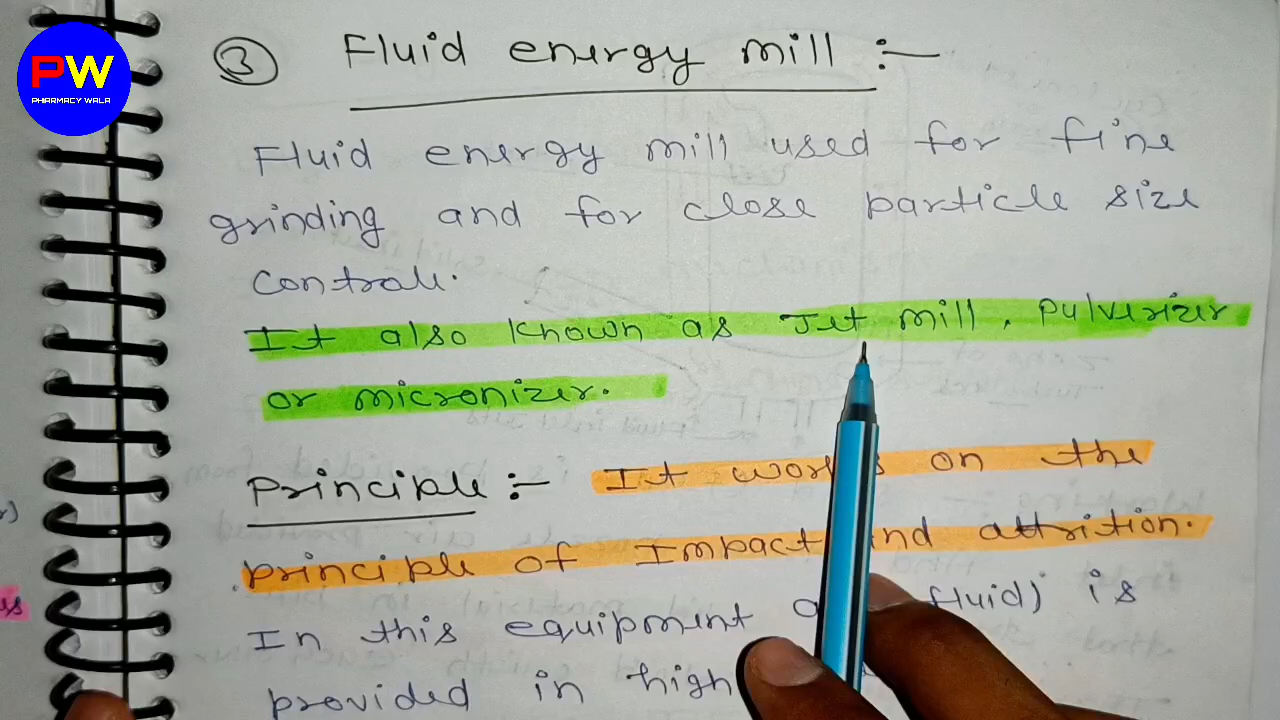 PW
PHARMACY WALA
③ Fluid energy mill :-
Fluid energy mill used for fine
grinding and for close particle size
control.
It also known as Jet mill, pulverizer
or micronizer.
Principle :- It works on the
principle of Impact and attrition.
In this equipment fluid) is
provided in high